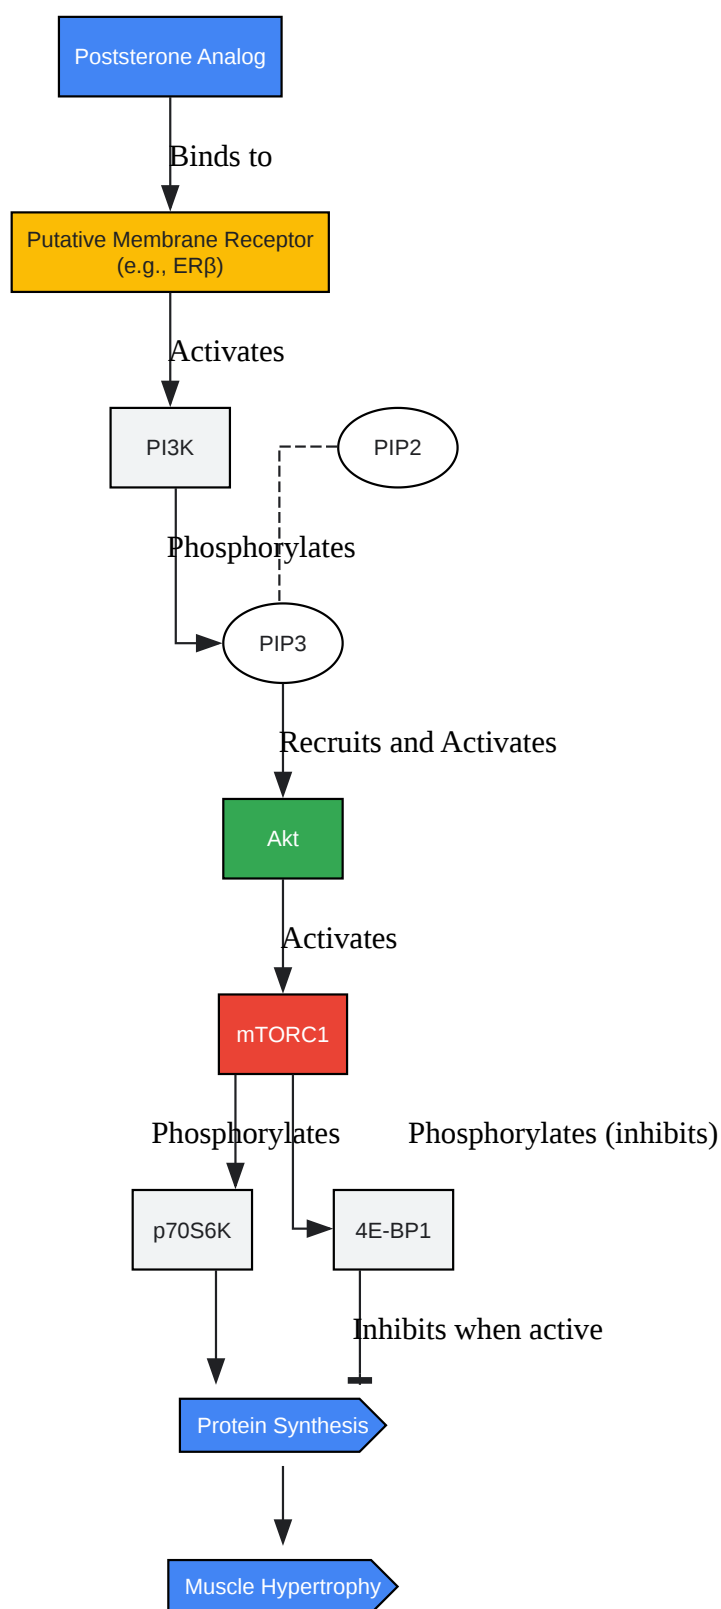 Poststerone Analog
Binds to
Putative Membrane Receptor
(e.g., ERβ)
Activates
PI3K
PIP2
Phosphorylates
PIP3
Recruits and Activates
Akt
Activates
mTORC1
Phosphorylates
Phosphorylates (inhibits)
p70S6K
4E-BP1
Inhibits when active
Protein Synthesis
Muscle Hypertrophy